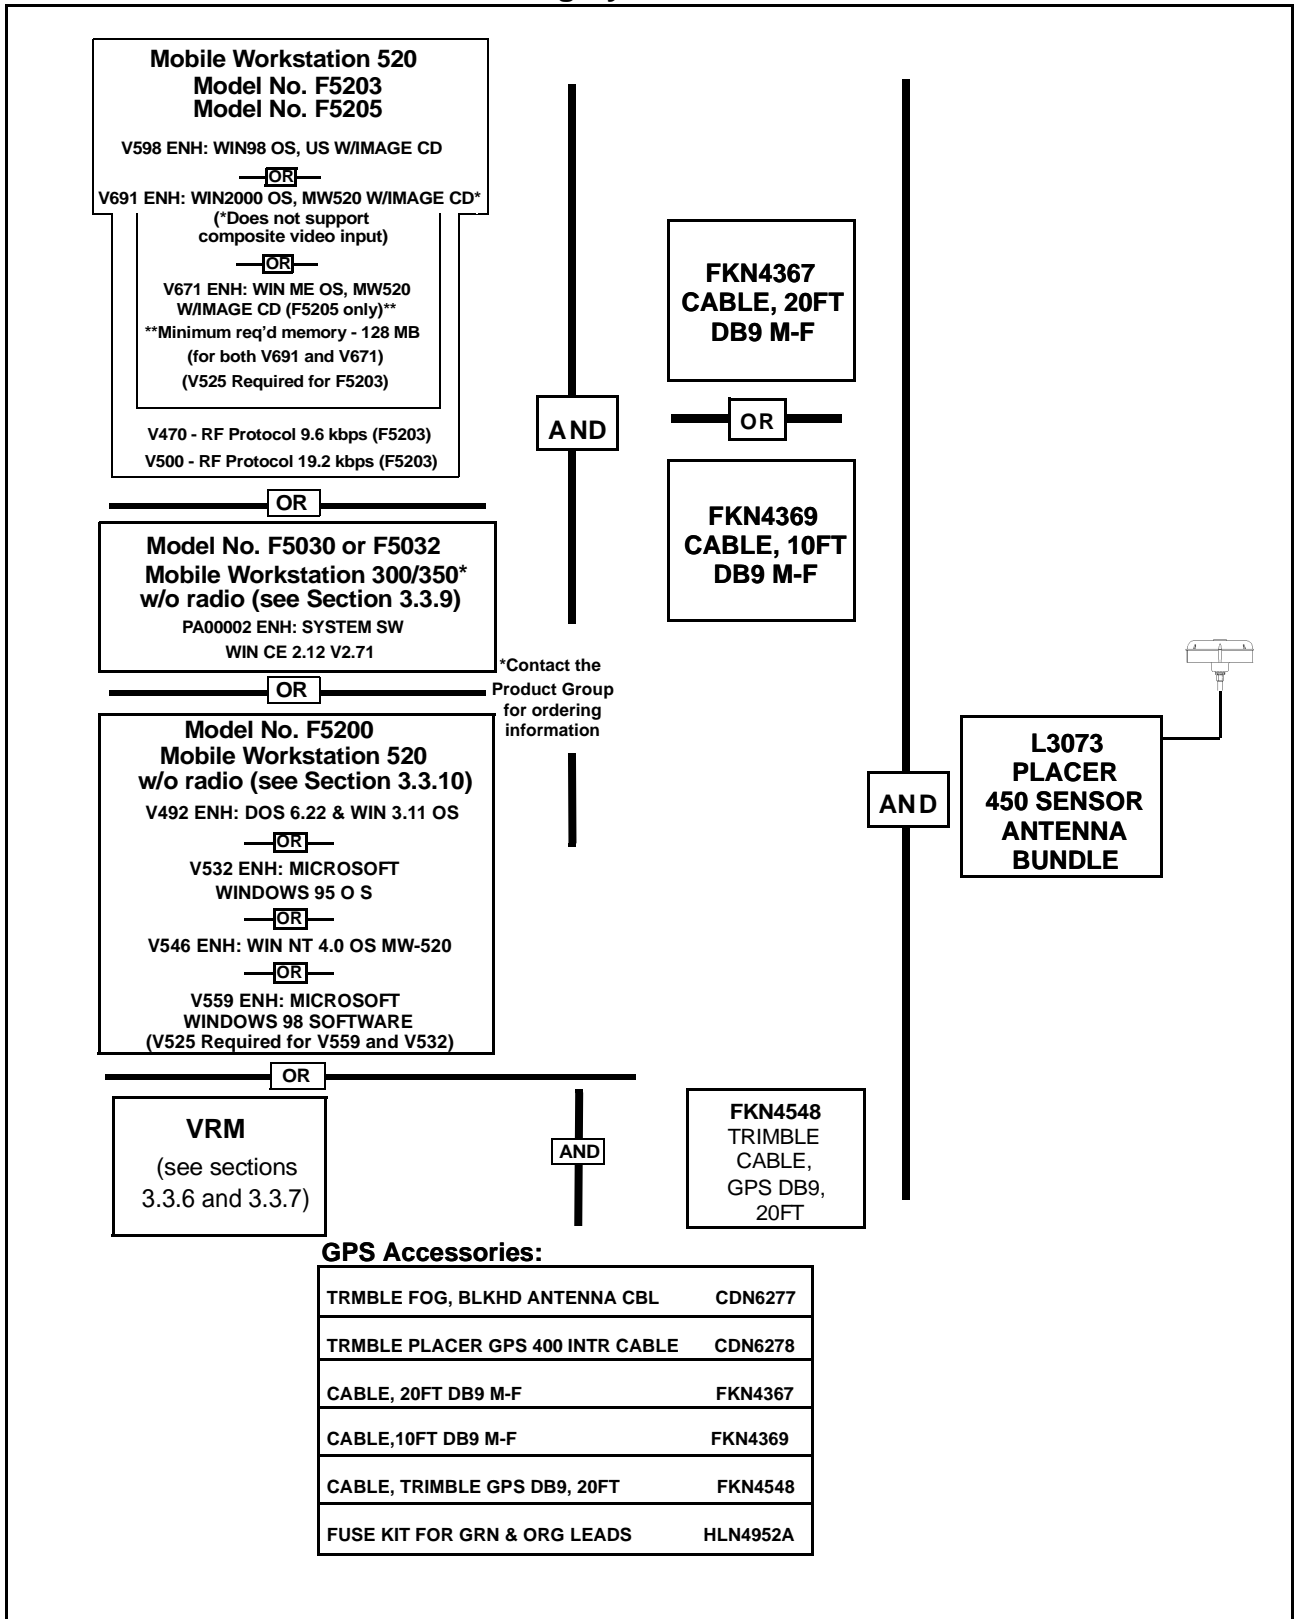 Mobile Workstation 520
Model No. F5203
Model No. F5205
V598 ENH: WIN98 OS, US W/IMAGE CD
OR
V691 ENH: WIN2000 OS, MW520 W/IMAGE CD*
(*Does not support
composite video input)
OR
V671 ENH: WIN ME OS, MW520
W/IMAGE CD (F5205 only)**
**Minimum req'd memory - 128 MB
(for both V691 and V671)
(V525 Required for F5203)
V470 - RF Protocol 9.6 kbps (F5203)
V500 - RF Protocol 19.2 kbps (F5203)
OR
Model No. F5030 or F5032
Mobile Workstation 300/350*
w/o radio (see Section 3.3.9)
PA00002 ENH: SYSTEM SW
WIN CE 2.12 V2.71
OR
Model No. F5200
Mobile Workstation 520
w/o radio (see Section 3.3.10)
V492 ENH: DOS 6.22 & WIN 3.11 OS
OR
V532 ENH: MICROSOFT
WINDOWS 95 O S
OR
V546 ENH: WIN NT 4.0 OS MW-520
OR
V559 ENH: MICROSOFT
WINDOWS 98 SOFTWARE
(V525 Required for V559 and V532)
OR
VRM
(see sections
3.3.6 and 3.3.7)
AND
*Contact the
Product Group
for ordering
information
AND
FKN4367
CABLE, 20FT
DB9 M-F
OR
FKN4369
CABLE, 10FT
DB9 M-F
FKN4548
TRIMBLE
CABLE,
GPS DB9,
20FT
AND
L3073
PLACER
450 SENSOR
ANTENNA
BUNDLE
GPS Accessories:
TRMBLE FOG, BLKHD ANTENNA CBL CDN6277
TRMBLE PLACER GPS 400 INTR CABLE CDN6278
CABLE, 20FT DB9 M-F FKN4367
CABLE,10FT DB9 M-F FKN4369
CABLE, TRIMBLE GPS DB9, 20FT FKN4548
FUSE KIT FOR GRN & ORG LEADS HLN4952A